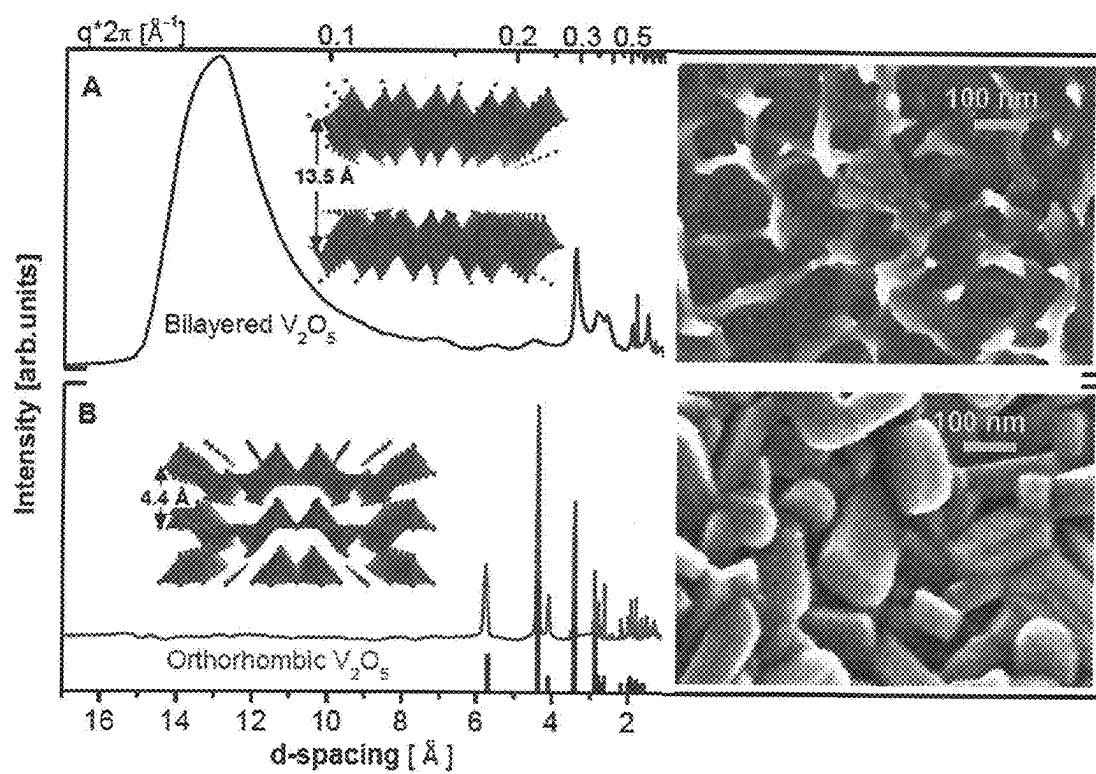 q*2π [Å⁻¹]
0.1
0.2
0.3
0.5
A
13.5 Å
Bilayered V₂O₅
100 nm
Intensity [arb.units]
B
4.4 Å
Orthorhombic V₂O₅
100 nm
16
14
12
10
8
6
4
2
d-spacing [Å]